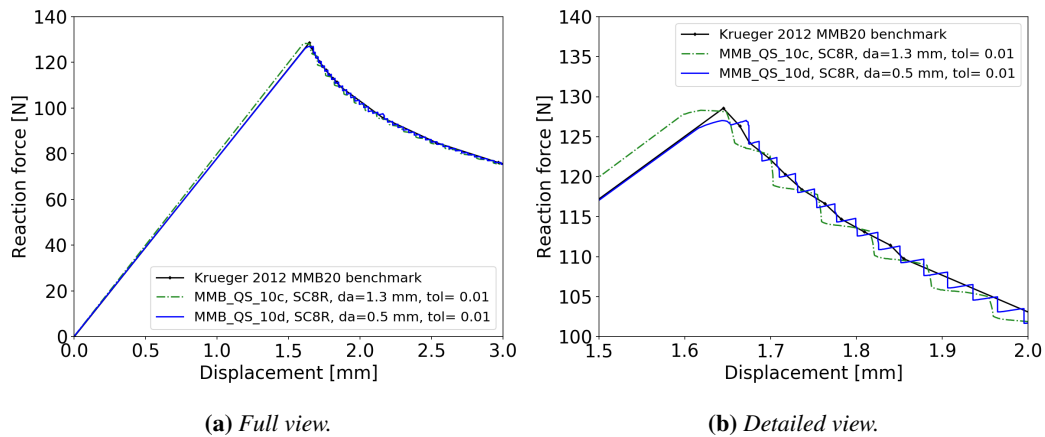 140
120
100
80
60
40
20
0
Reaction force [N]
0.0 0.5 1.0 1.5 2.0 2.5 3.0
Displacement [mm]
Krueger 2012 MMB20 benchmark
MMB_QS_10c, SC8R, da=1.3 mm, tol= 0.01
MMB_QS_10d, SC8R, da=0.5 mm, tol= 0.01
(a) Full view.
140
135
130
125
120
115
110
105
100
Reaction force [N]
1.5 1.6 1.7 1.8 1.9 2.0
Displacement [mm]
Krueger 2012 MMB20 benchmark
MMB_QS_10c, SC8R, da=1.3 mm, tol= 0.01
MMB_QS_10d, SC8R, da=0.5 mm, tol= 0.01
(b) Detailed view.